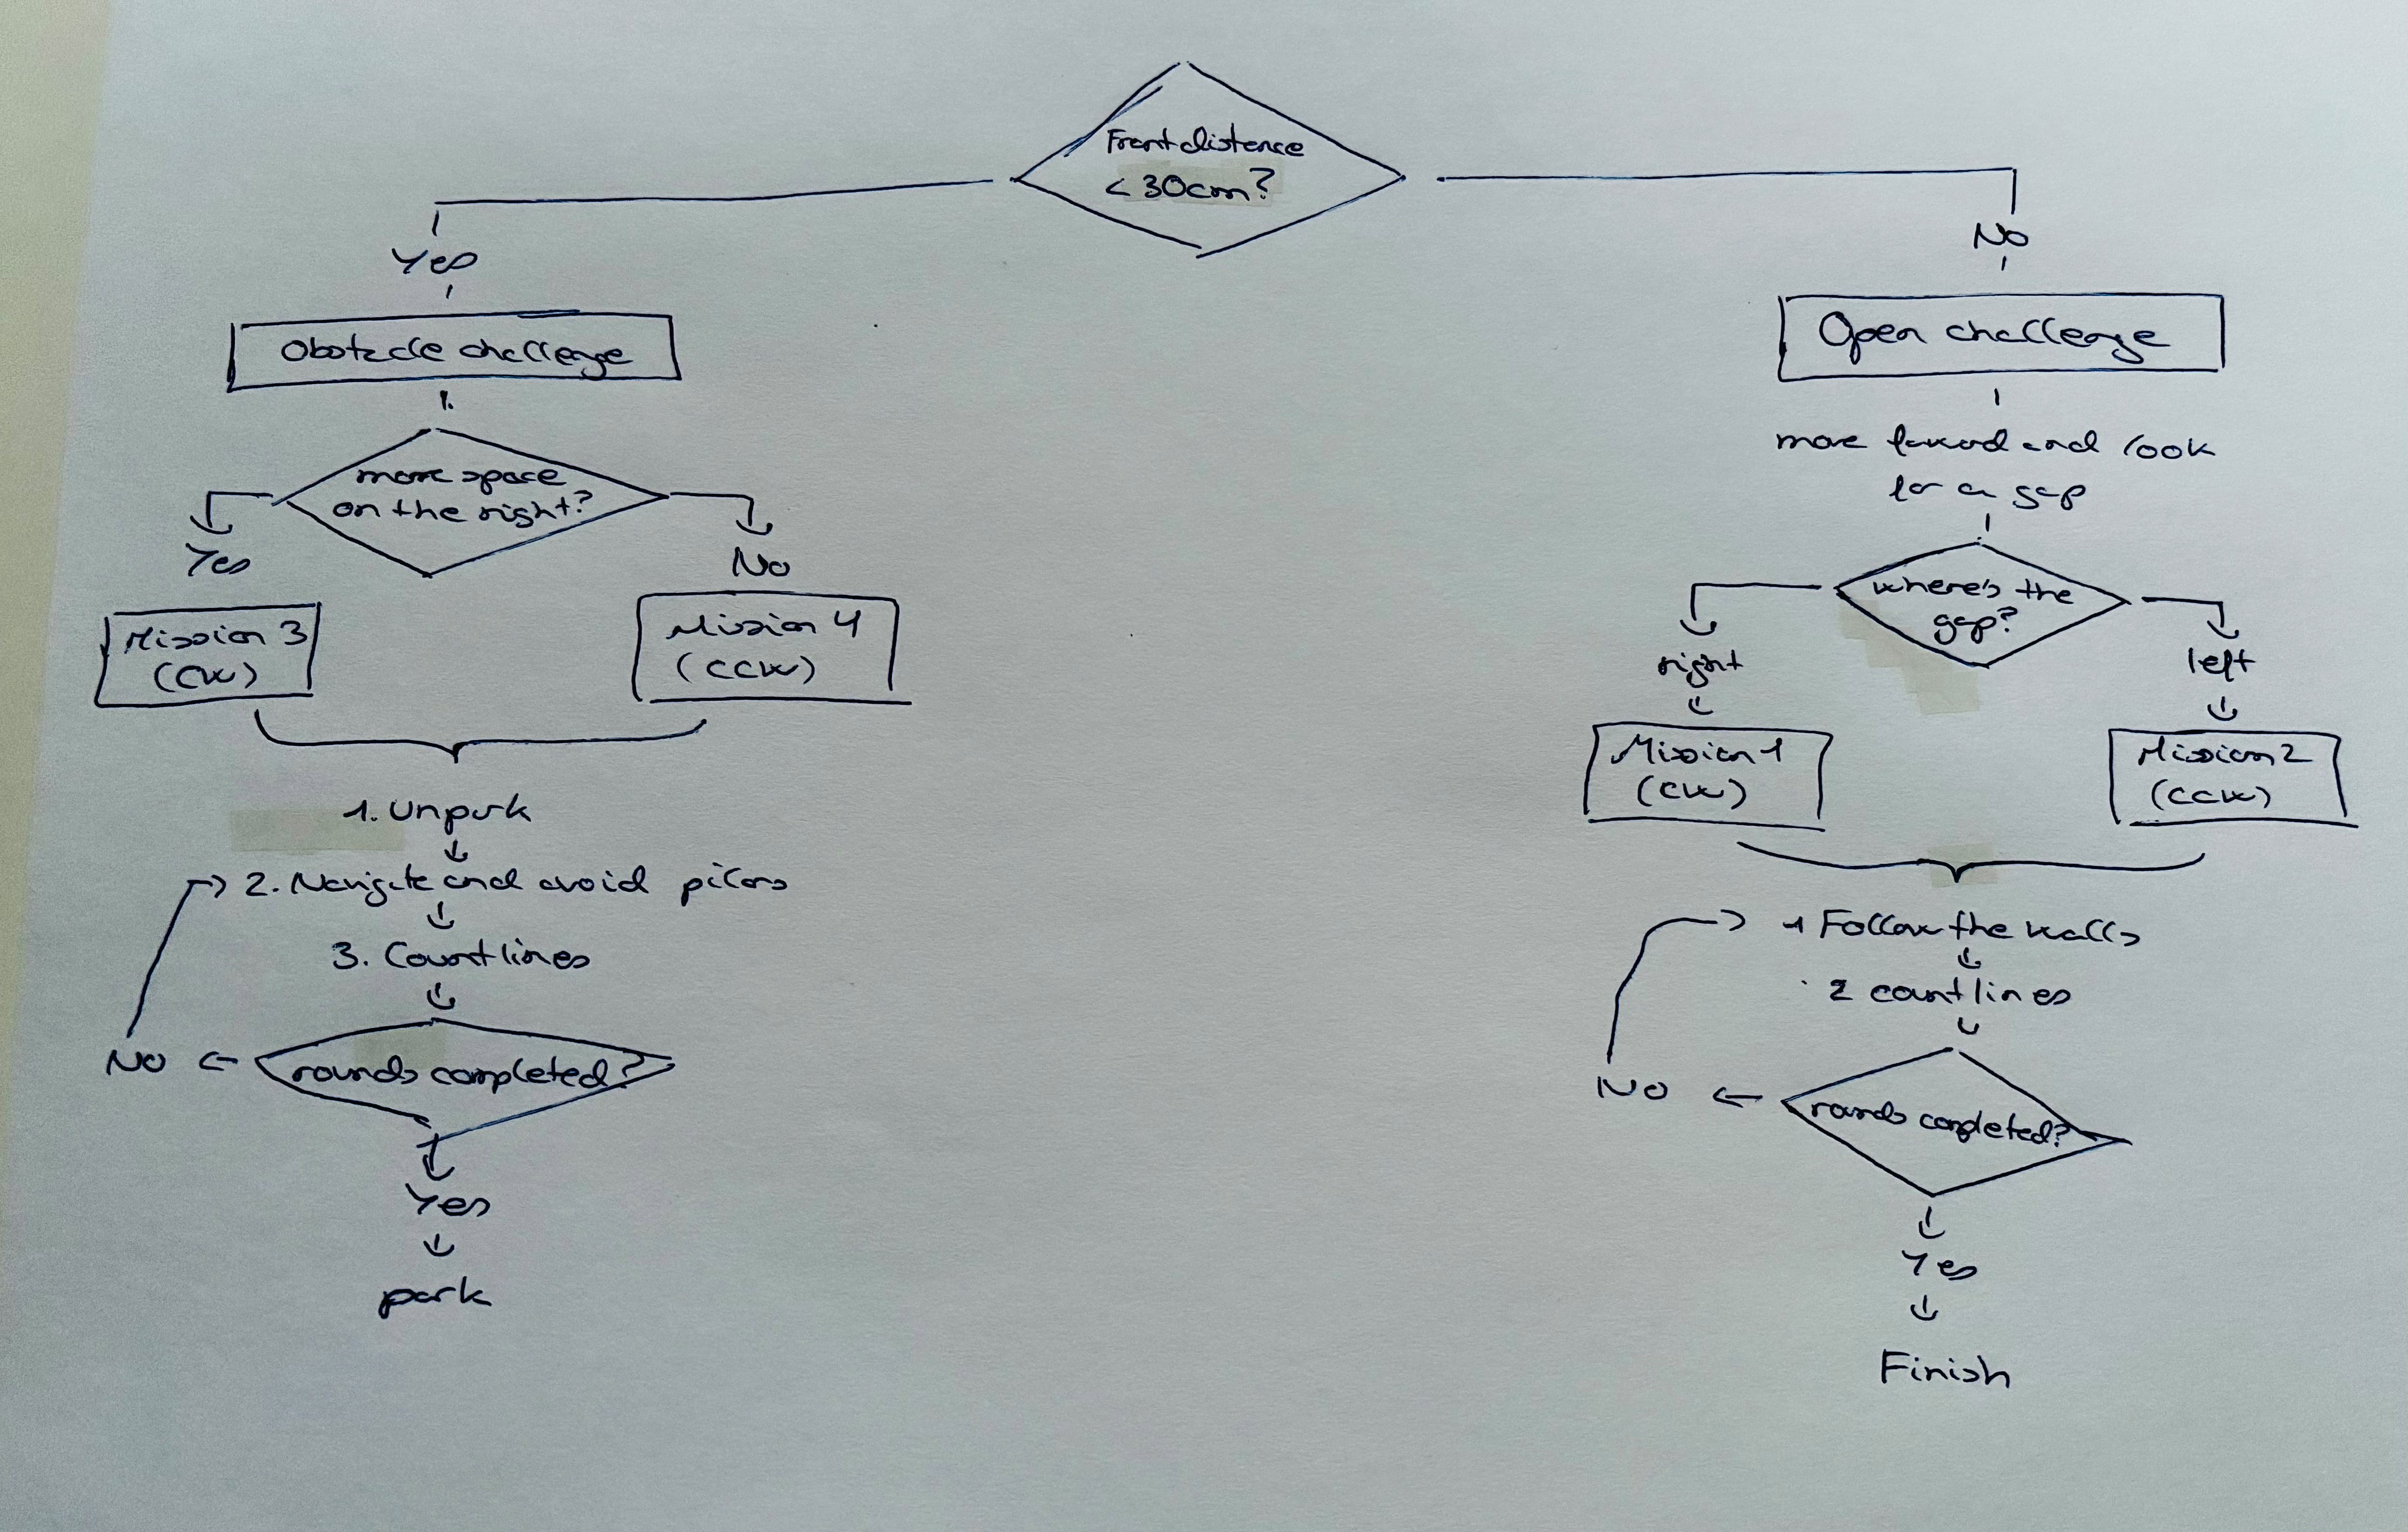 Front distance
< 30cm?
Yes
No
Obstacle challenge
Open challenge
more space
on the right?
move forward and look
for a gap
Yes
No
where's the
gap?
Mission 3
(CW)
Mission 4
(CCW)
right
left
Mission 1
(CW)
Mission 2
(CCW)
1. Unpark
2. Navigate and avoid pilars
3. Count lines
rounds completed?
No
Yes
park
1 Follow the walls
2 count lines
rounds completed?
No
Yes
Finish